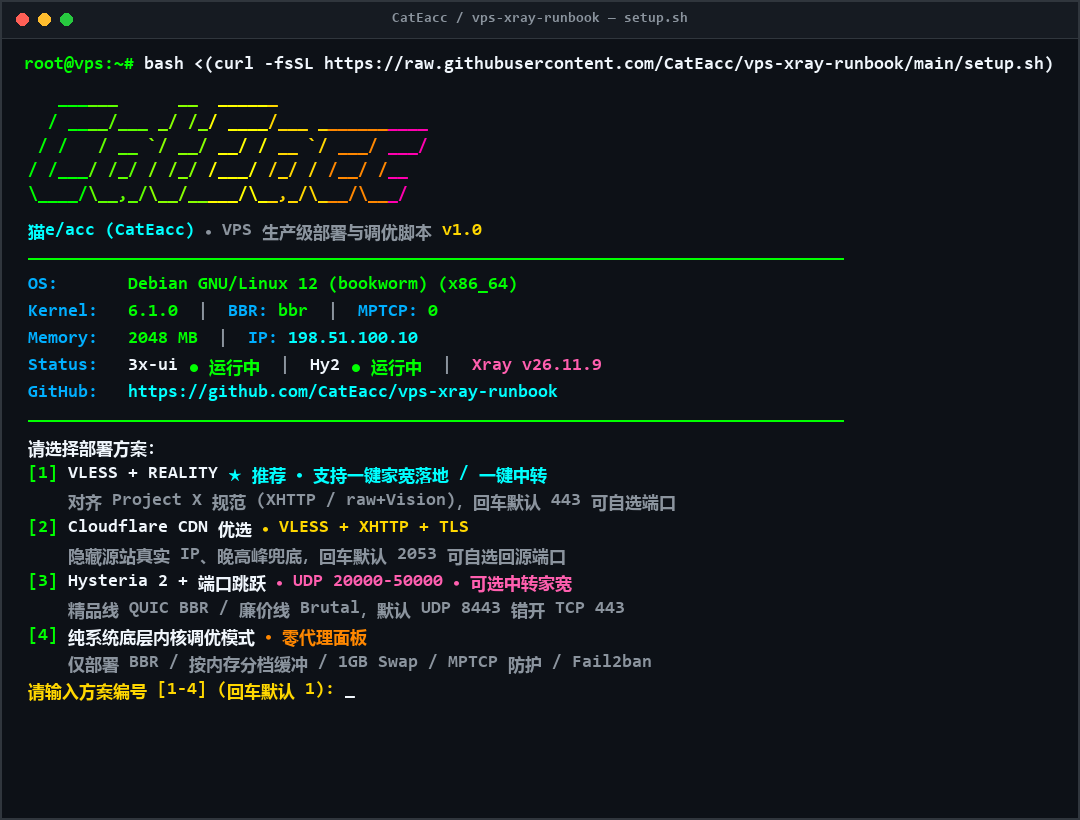 CatEacc / vps-xray-runbook — setup.sh
root@vps:~# bash <(curl -fsSL https://raw.githubusercontent.com/CatEacc/vps-xray-runbook/main/setup.sh)
CatEacc
猫e/acc (CatEacc) • VPS 生产级部署与调优脚本 v1.0
OS: Debian GNU/Linux 12 (bookworm) (x86_64)
Kernel: 6.1.0 | BBR: bbr | MPTCP: 0
Memory: 2048 MB | IP: 198.51.100.10
Status: 3x-ui ● 运行中 | Hy2 ● 运行中 | Xray v26.11.9
GitHub: https://github.com/CatEacc/vps-xray-runbook
请选择部署方案:
[1] VLESS + REALITY ★ 推荐 • 支持一键家宽落地 / 一键中转
对齐 Project X 规范 (XHTTP / raw+Vision), 回车默认 443 可自选端口
[2] Cloudflare CDN 优选 • VLESS + XHTTP + TLS
隐藏源站真实 IP、晚高峰兜底, 回车默认 2053 可自选回源端口
[3] Hysteria 2 + 端口跳跃 • UDP 20000-50000 • 可选中转家宽
精品线 QUIC BBR / 廉价线 Brutal, 默认 UDP 8443 错开 TCP 443
[4] 纯系统底层内核调优模式 • 零代理面板
仅部署 BBR / 按内存分档缓冲 / 1GB Swap / MPTCP 防护 / Fail2ban
请输入方案编号 [1-4] (回车默认 1): _